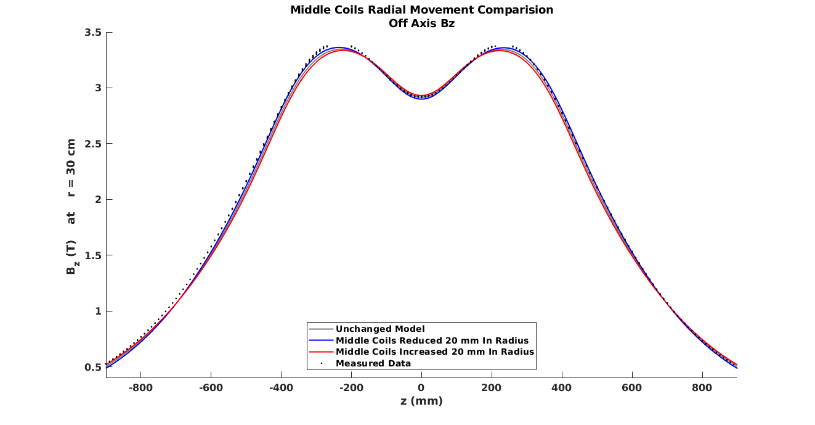 Middle Coils Radial Movement Comparision
Off Axis Bz
3.5
3
2.5
2
1.5
1
0.5
B_z (T) at r = 30 cm
-800 -600 -400 -200 0 200 400 600 800
z (mm)
Unchanged Model
Middle Coils Reduced 20 mm In Radius
Middle Coils Increased 20 mm In Radius
Measured Data